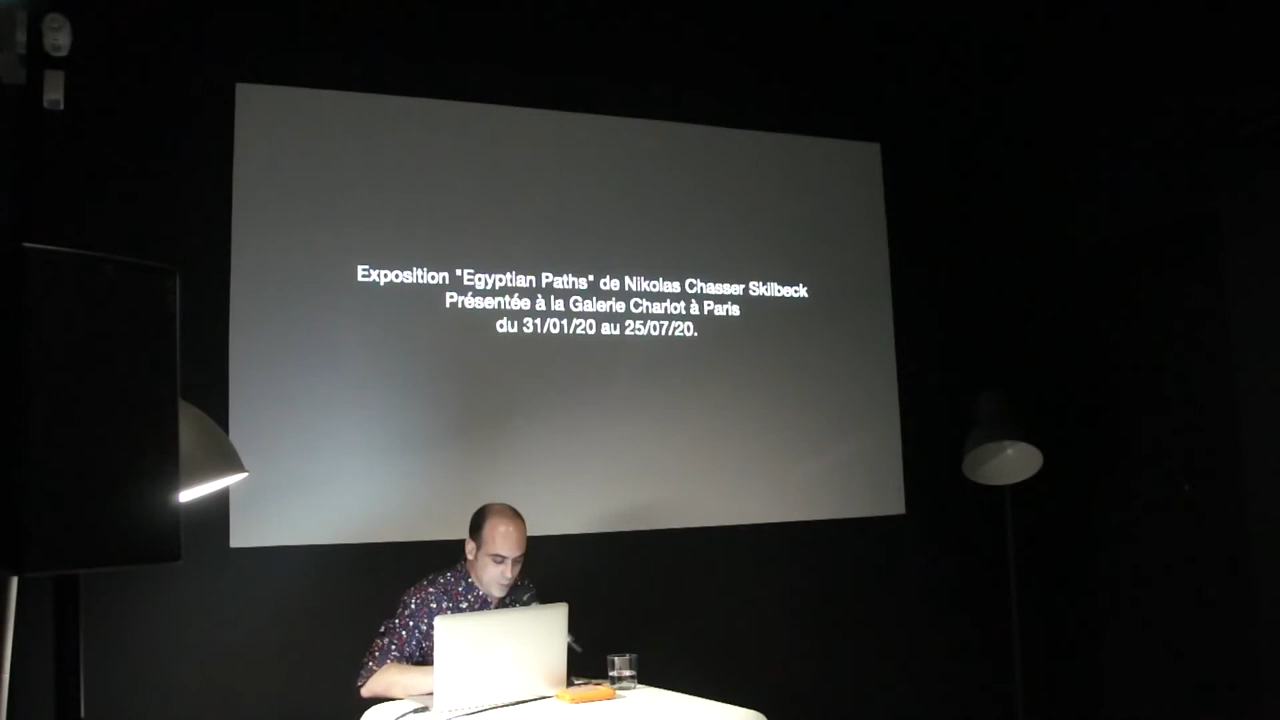 Exposition "Egyptian Paths" de Nikolas Chasser Skilbeck
Présentée à la Galerie Charlot à Paris
du 31/01/20 au 25/07/20.